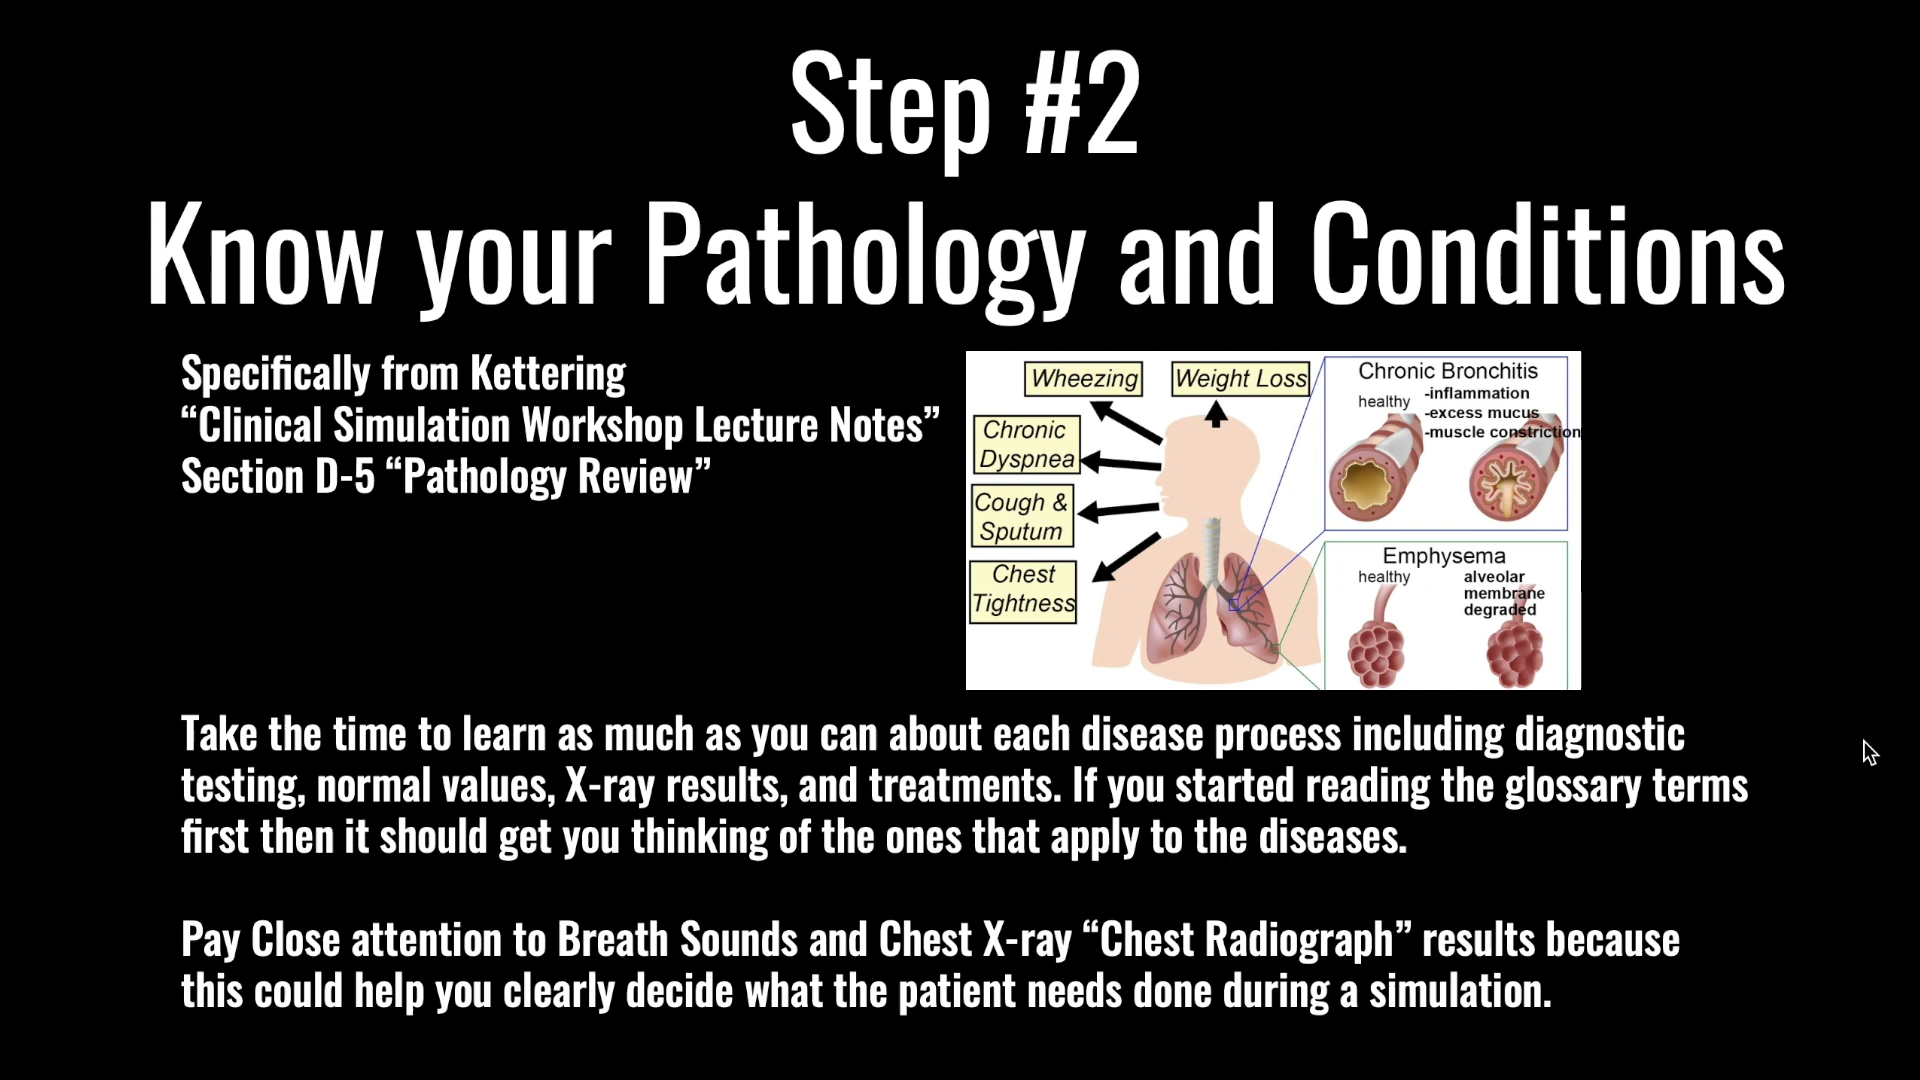 Step #2
Know your Pathology and Conditions
Specifically from Kettering
“Clinical Simulation Workshop Lecture Notes”
Section D-5 “Pathology Review”
Wheezing
Weight Loss
Chronic
Dyspnea
Cough &
Sputum
Chest
Tightness
Chronic Bronchitis
healthy
-inflammation
-excess mucus
-muscle constriction
Emphysema
healthy
alveolar
membrane
degraded
Take the time to learn as much as you can about each disease process including diagnostic
testing, normal values, X-ray results, and treatments. If you started reading the glossary terms
first then it should get you thinking of the ones that apply to the diseases.
Pay Close attention to Breath Sounds and Chest X-ray “Chest Radiograph” results because
this could help you clearly decide what the patient needs done during a simulation.